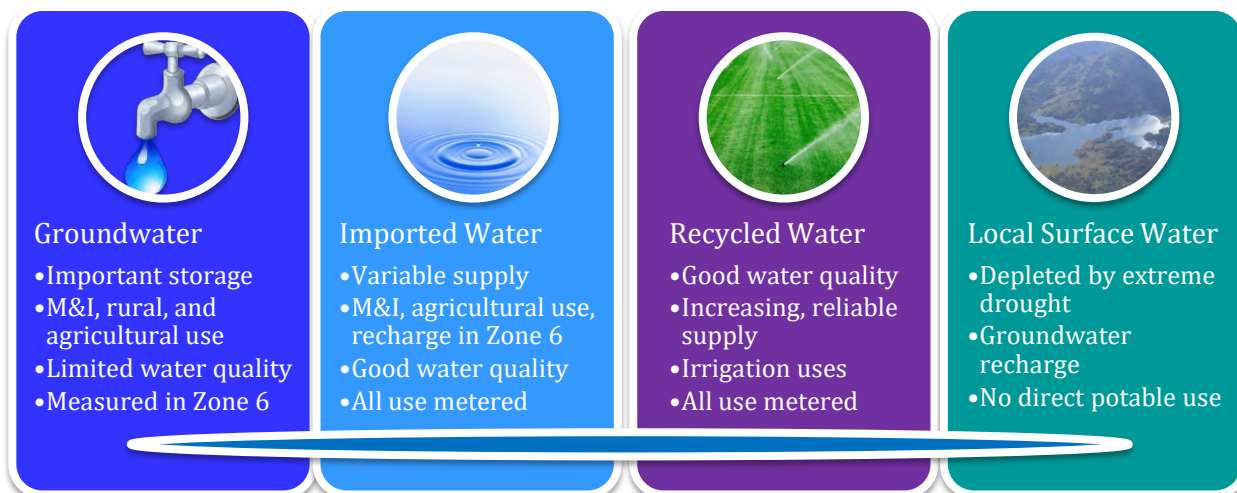 Groundwater
•Important storage
•M&I, rural, and
agricultural use
•Limited water quality
•Measured in Zone 6
Imported Water
•Variable supply
•M&I, agricultural use,
recharge in Zone 6
•Good water quality
•All use metered
Recycled Water
•Good water quality
•Increasing, reliable
supply
•Irrigation uses
•All use metered
Local Surface Water
•Depleted by extreme
drought
•Groundwater
recharge
•No direct potable use